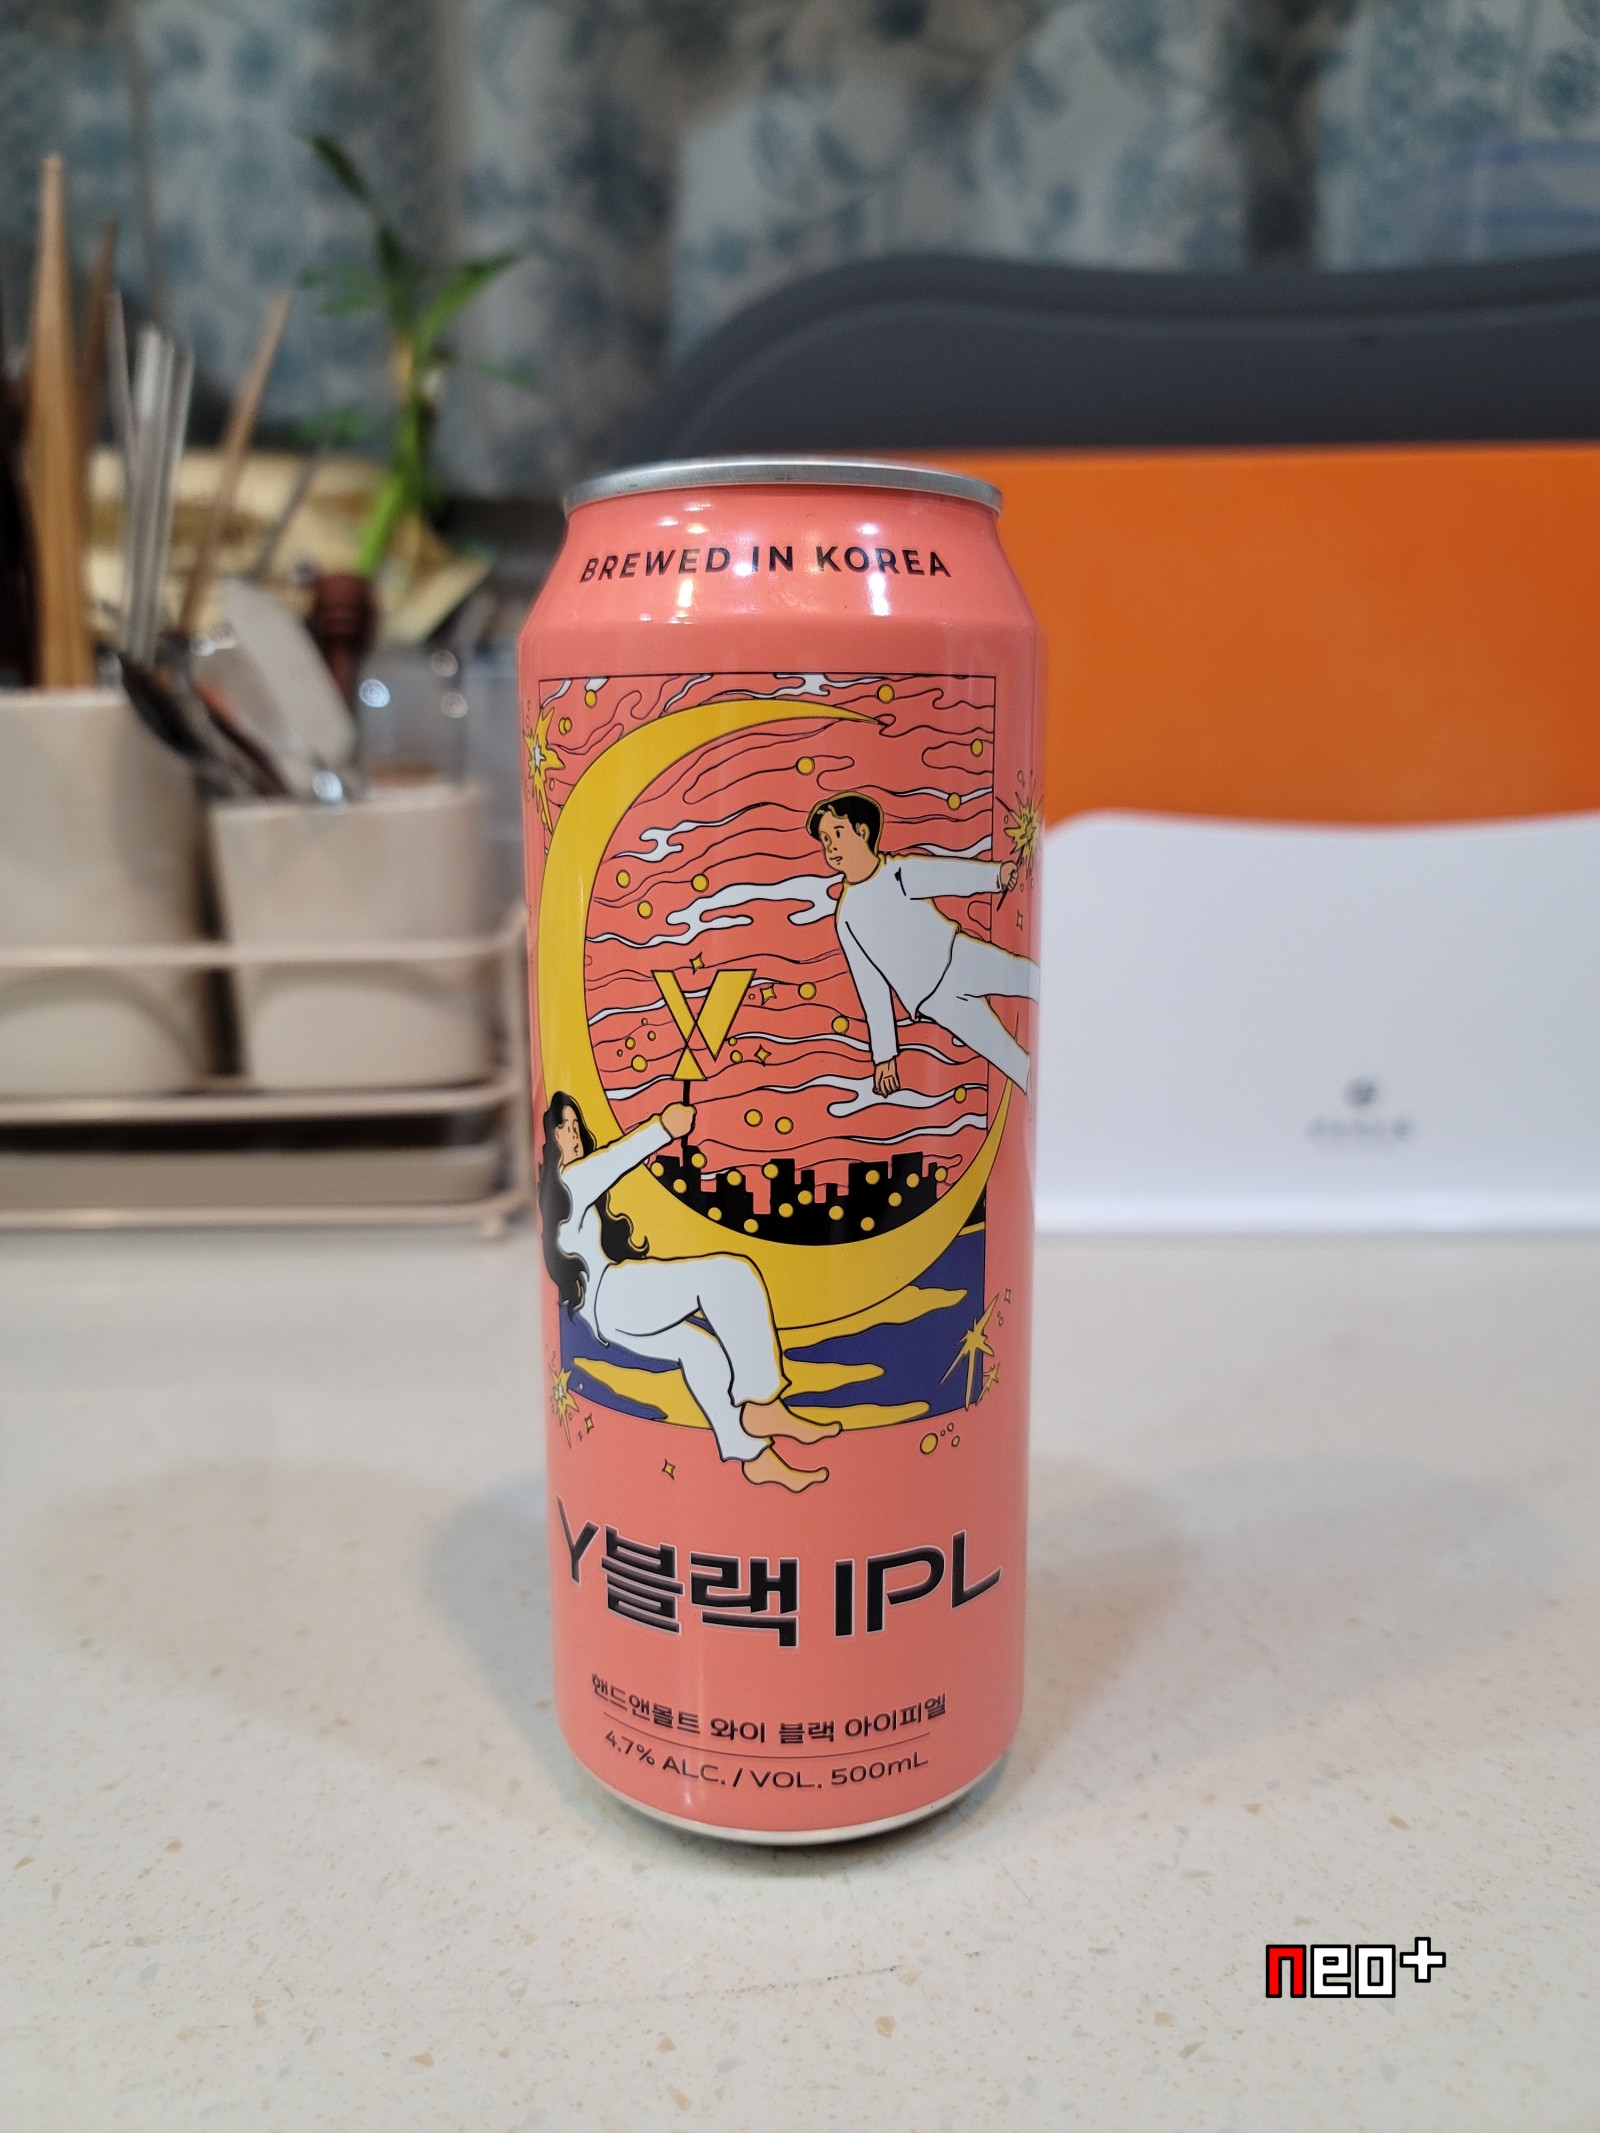 BREWED IN KOREA
Y블랙 IPL
핸드앤몰트 와이 블랙 아이피엘
4.7% ALC. / VOL. 500mL
neo+